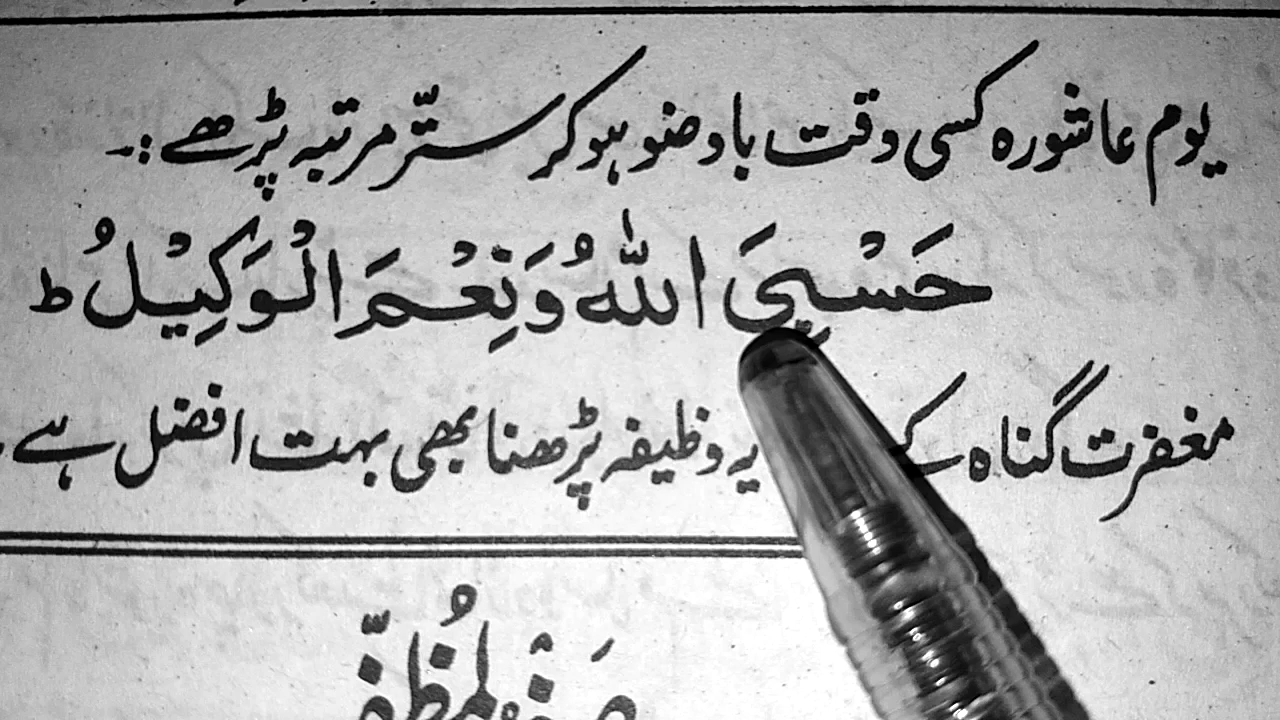 یوم عاشورہ کسی وقت باوضو ہو کر ستّر مرتبہ پڑھے :۔
حَسْبِیَ اللّٰهُ وَنِعْمَ الْوَکِیْلُ ط
مغفرت گناہ کے یہ وظیفہ پڑھنا بھی بہت افضل ہے۔